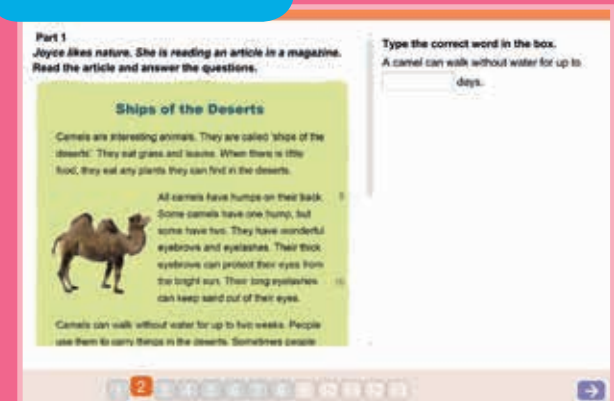 Part 1
Joyce likes nature. She is reading an article in a magazine.
Read the article and answer the questions.
Ships of the Deserts
Camels are interesting animals. They are called 'ships of the
deserts'. They eat grass and leaves. When there is little
food, they eat any plants they can find in the deserts.
All camels have humps on their back. 5
Some camels have one hump, but
some have two. They have wonderful
eyebrows and eyelashes. Their thick
eyebrows can protect their eyes from
the bright sun. Their long eyelashes 10
can keep sand out of their eyes.
Camels can walk without water for up to two weeks. People
use them to carry things in the deserts. Sometimes people
Type the correct word in the box.
A camel can walk without water for up to
days.
2